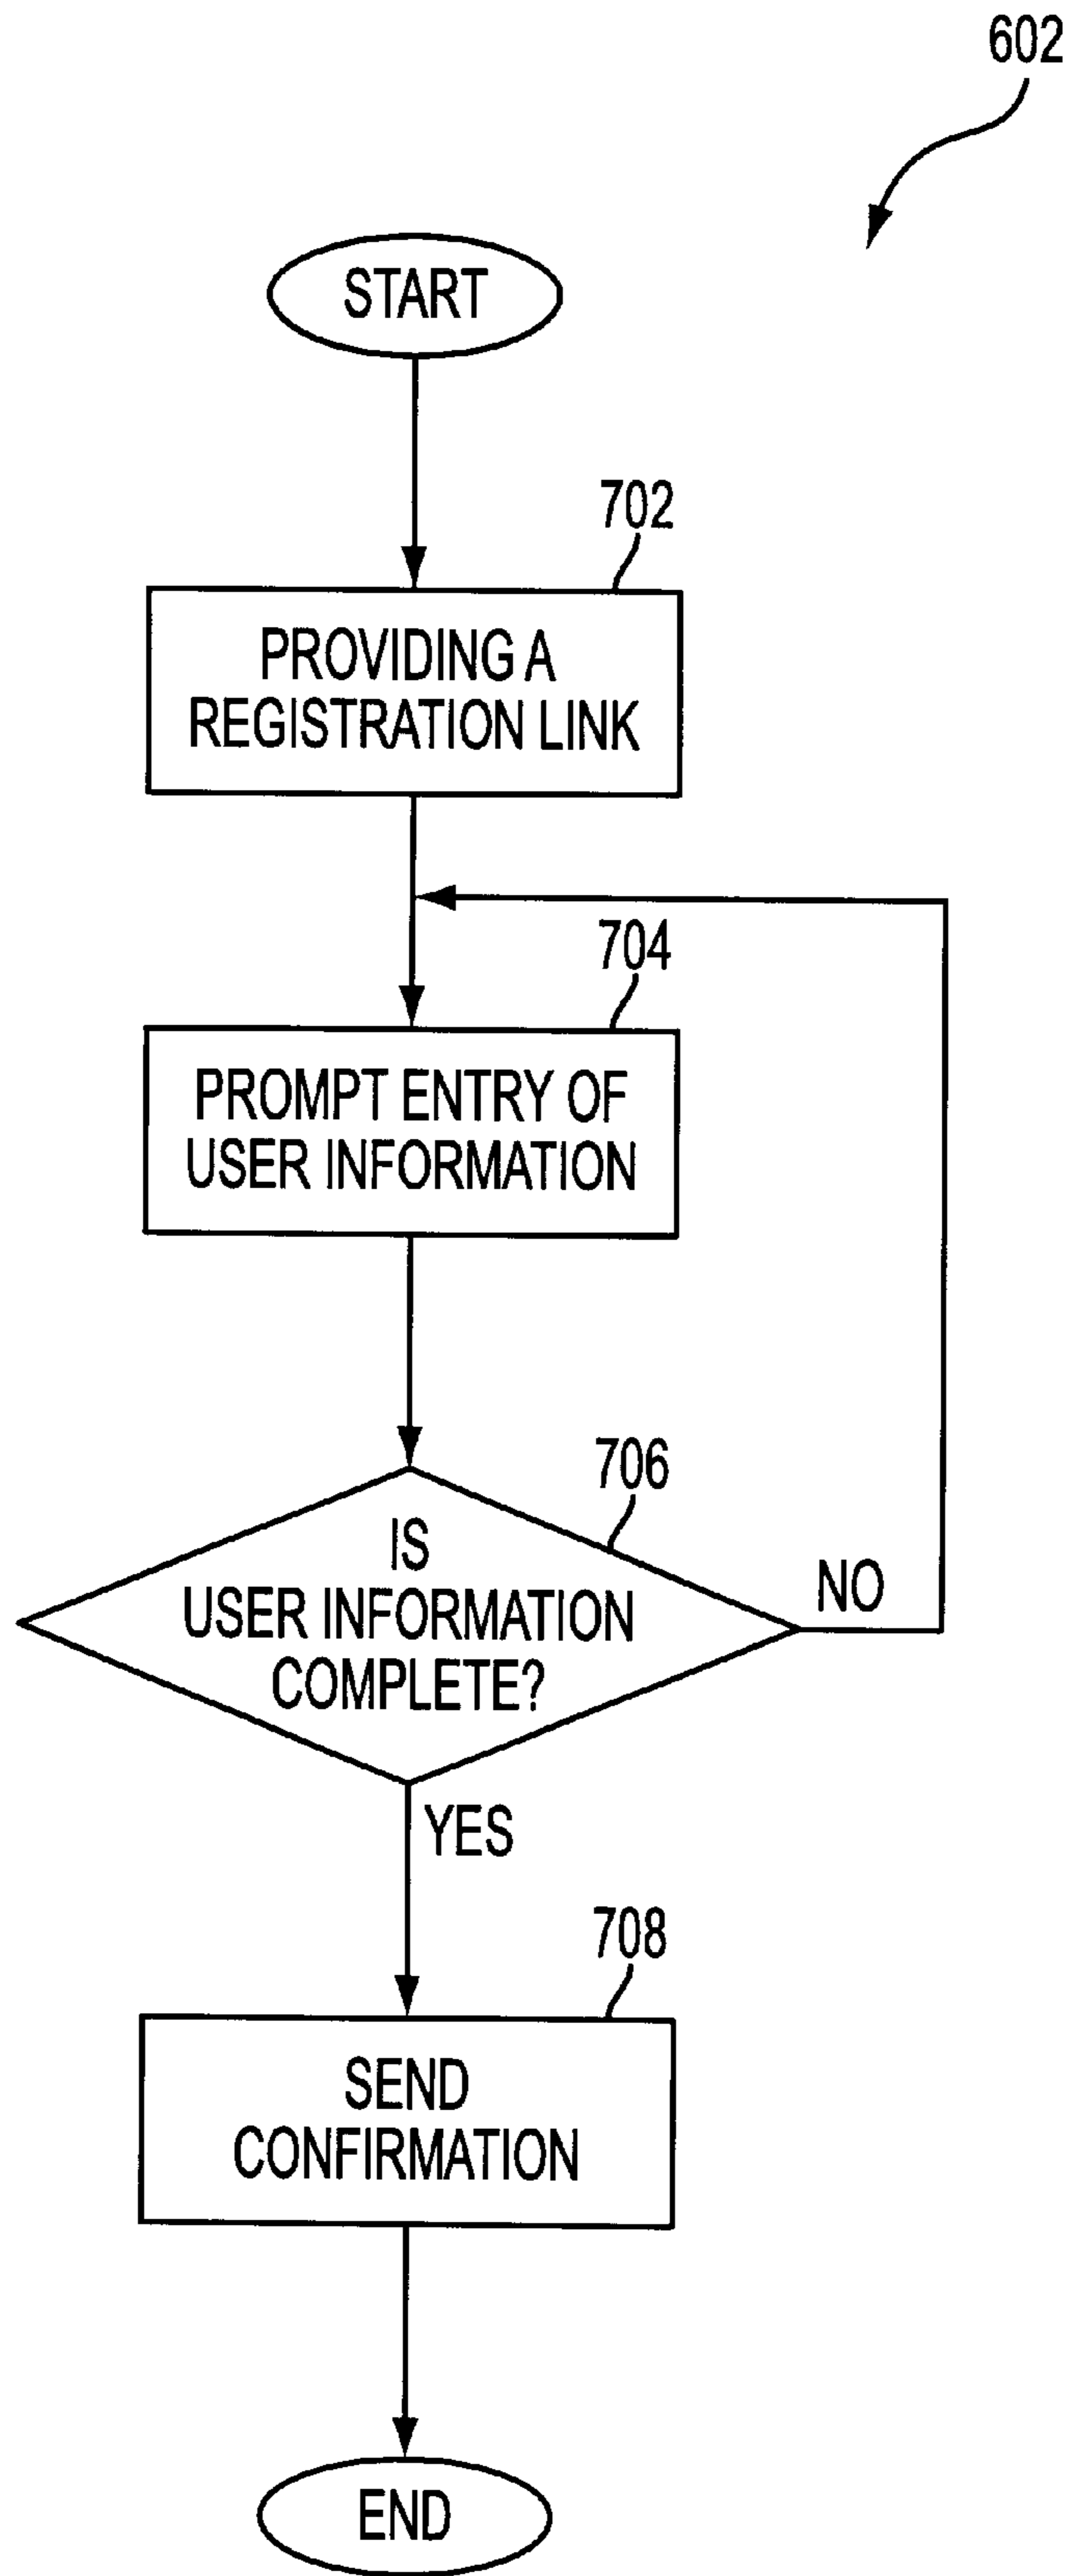 602
START
702
PROVIDING A
REGISTRATION LINK
704
PROMPT ENTRY OF
USER INFORMATION
706
IS
USER INFORMATION
COMPLETE?
NO
YES
708
SEND
CONFIRMATION
END